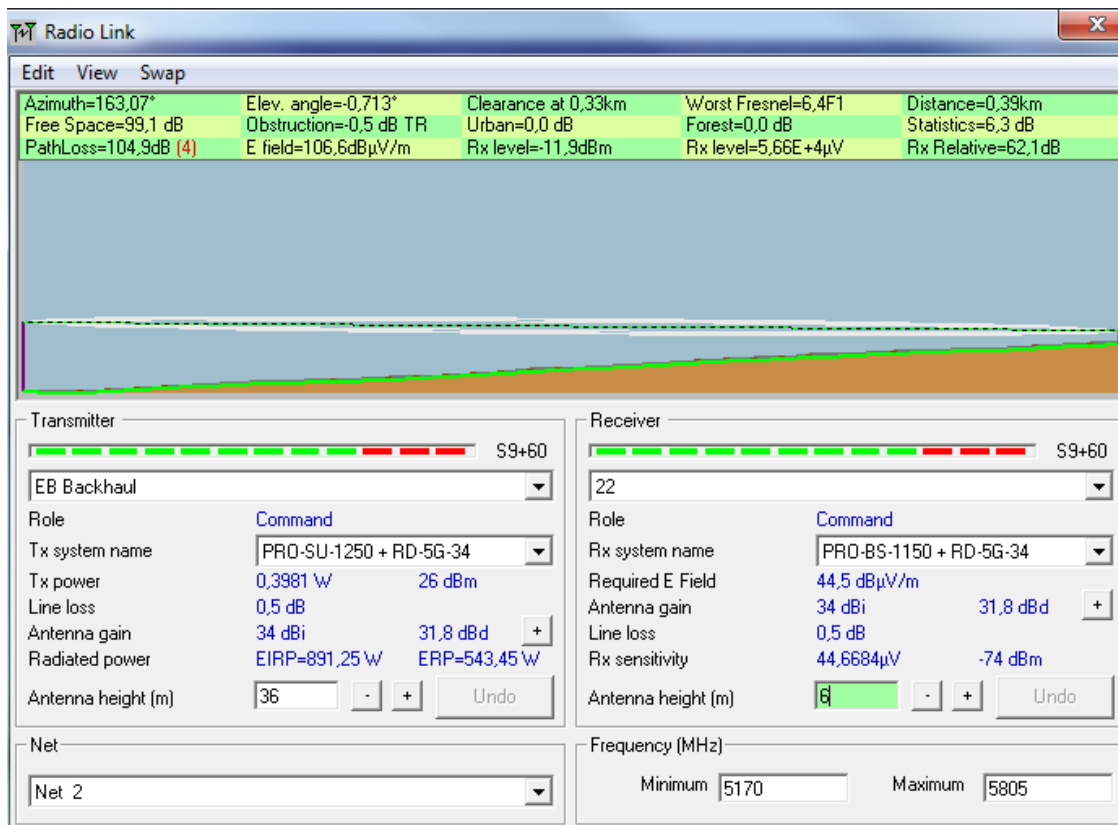 Radio Link
Edit View Swap
Azimuth=163,07° Elev. angle=-0,713° Clearance at 0,33km Worst Fresnel=6,4F1 Distance=0,39km
Free Space=99,1 dB Obstruction=-0,5 dB TR Urban=0,0 dB Forest=0,0 dB Statistics=6,3 dB
PathLoss=104,9dB (4) E field=106,6dBµV/m Rx level=-11,9dBm Rx level=5,66E+4µV Rx Relative=62,1dB
Transmitter
S9+60
EB Backhaul
Role Command
Tx system name PRO-SU-1250 + RD-5G-34
Tx power 0,3981 W 26 dBm
Line loss 0,5 dB
Antenna gain 34 dBi 31,8 dBd +
Radiated power EIRP=891,25 W ERP=543,45 W
Antenna height (m) 36 - + Undo
Net
Net 2
Receiver
S9+60
22
Role Command
Rx system name PRO-BS-1150 + RD-5G-34
Required E Field 44,5 dBµV/m
Antenna gain 34 dBi 31,8 dBd +
Line loss 0,5 dB
Rx sensitivity 44,6684µV -74 dBm
Antenna height (m) 6 - + Undo
Frequency (MHz)
Minimum 5170 Maximum 5805